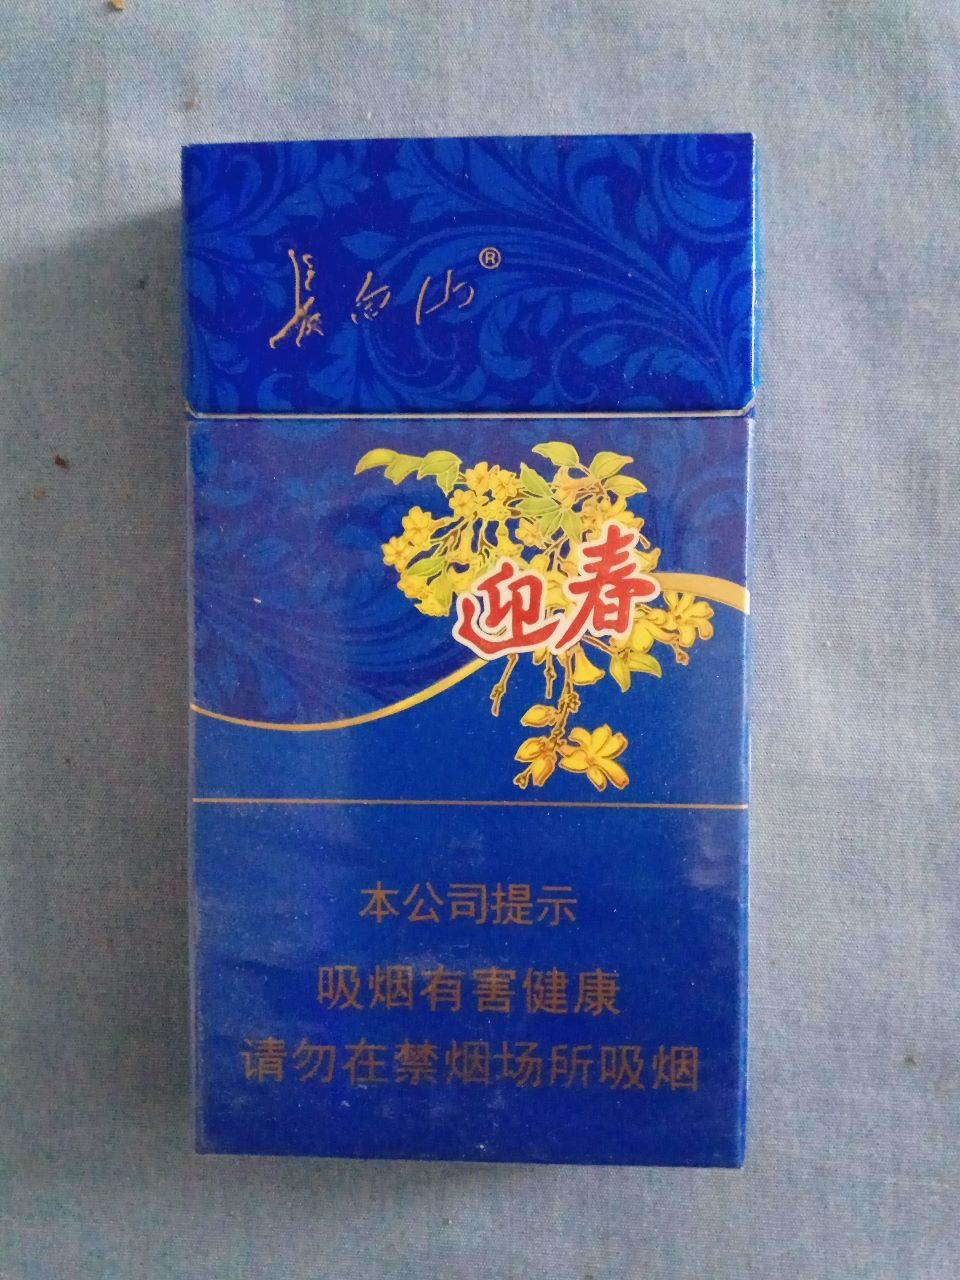 長白山®
迎春
本公司提示
吸烟有害健康
请勿在禁烟场所吸烟